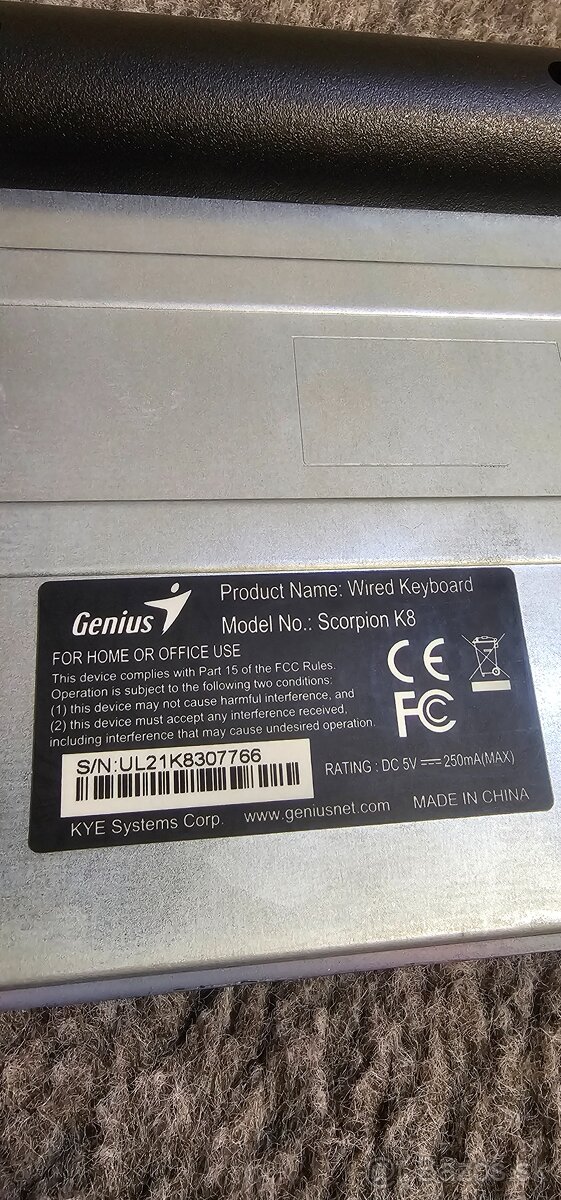 Genius
Product Name: Wired Keyboard
Model No.: Scorpion K8
FOR HOME OR OFFICE USE
This device complies with Part 15 of the FCC Rules.
Operation is subject to the following two conditions:
(1) this device may not cause harmful interference, and
(2) this device must accept any interference received,
including interference that may cause undesired operation.
CE
FC
S/N:UL21K8307766
RATING : DC 5V ⎓ 250mA(MAX)
KYE Systems Corp.
www.geniusnet.com
MADE IN CHINA